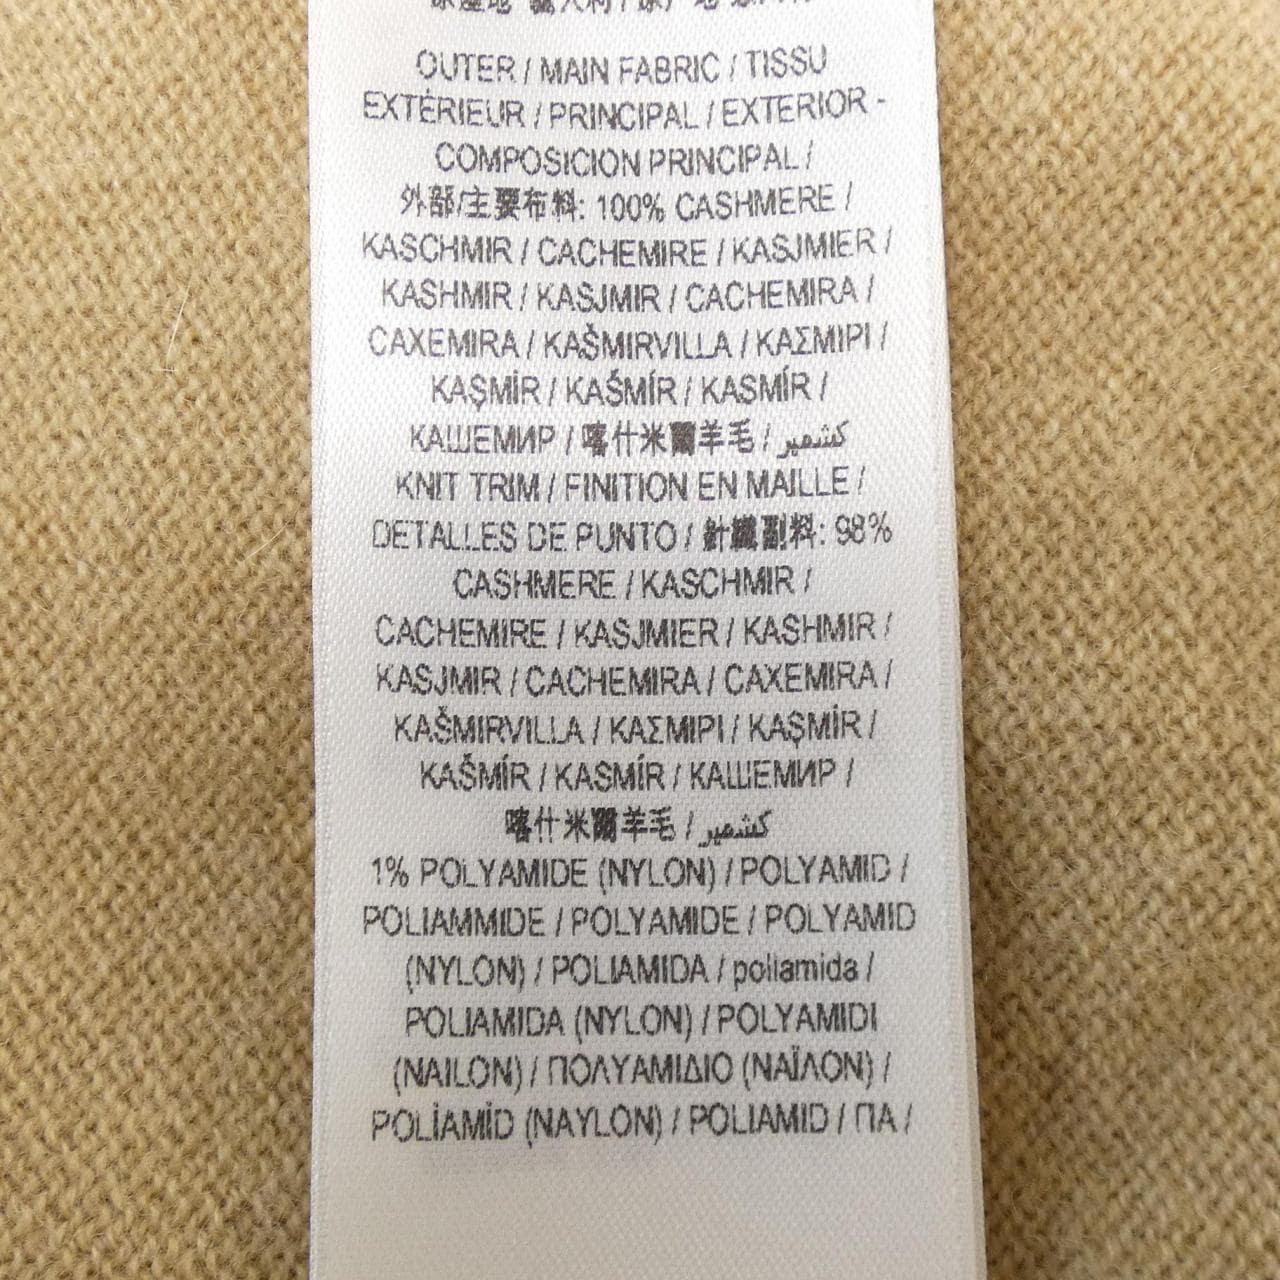 OUTER / MAIN FABRIC / TISSU
EXTÉRIEUR / PRINCIPAL / EXTERIOR -
COMPOSICION PRINCIPAL /
外部/主要布料: 100% CASHMERE /
KASCHMIR / CACHEMIRE / KASJMIER /
KASHMIR / KASJMIR / CACHEMIRA /
CAXEMIRA / KAŠMIRVILLA / ΚΑΣΜΙΡΙ /
KAŞMİR / KAŠMÍR / KASMÍR /
КАШЕМИР / 喀什米爾羊毛 / كشمير
KNIT TRIM / FINITION EN MAILLE /
DETALLES DE PUNTO / 針織副料: 98%
CASHMERE / KASCHMIR /
CACHEMIRE / KASJMIER / KASHMIR /
KASJMIR / CACHEMIRA / CAXEMIRA /
KAŠMIRVILLA / ΚΑΣΜΙΡΙ / KAŞMİR /
KAŠMÍR / KASMÍR / КАШЕМИР /
喀什米爾羊毛 / كشمير
1% POLYAMIDE (NYLON) / POLYAMID /
POLIAMMIDE / POLYAMIDE / POLYAMID
(NYLON) / POLIAMIDA / poliamida /
POLIAMIDA (NYLON) / POLYAMIDI
(NAILON) / ΠΟΛΥΑΜΙΔΙΟ (ΝΑΪΛΟΝ) /
POLİAMİD (NAYLON) / POLIAMID / ПА /